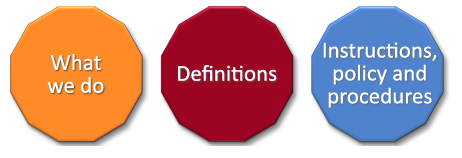 What
we do
Definitions
Instructions,
policy and
procedures